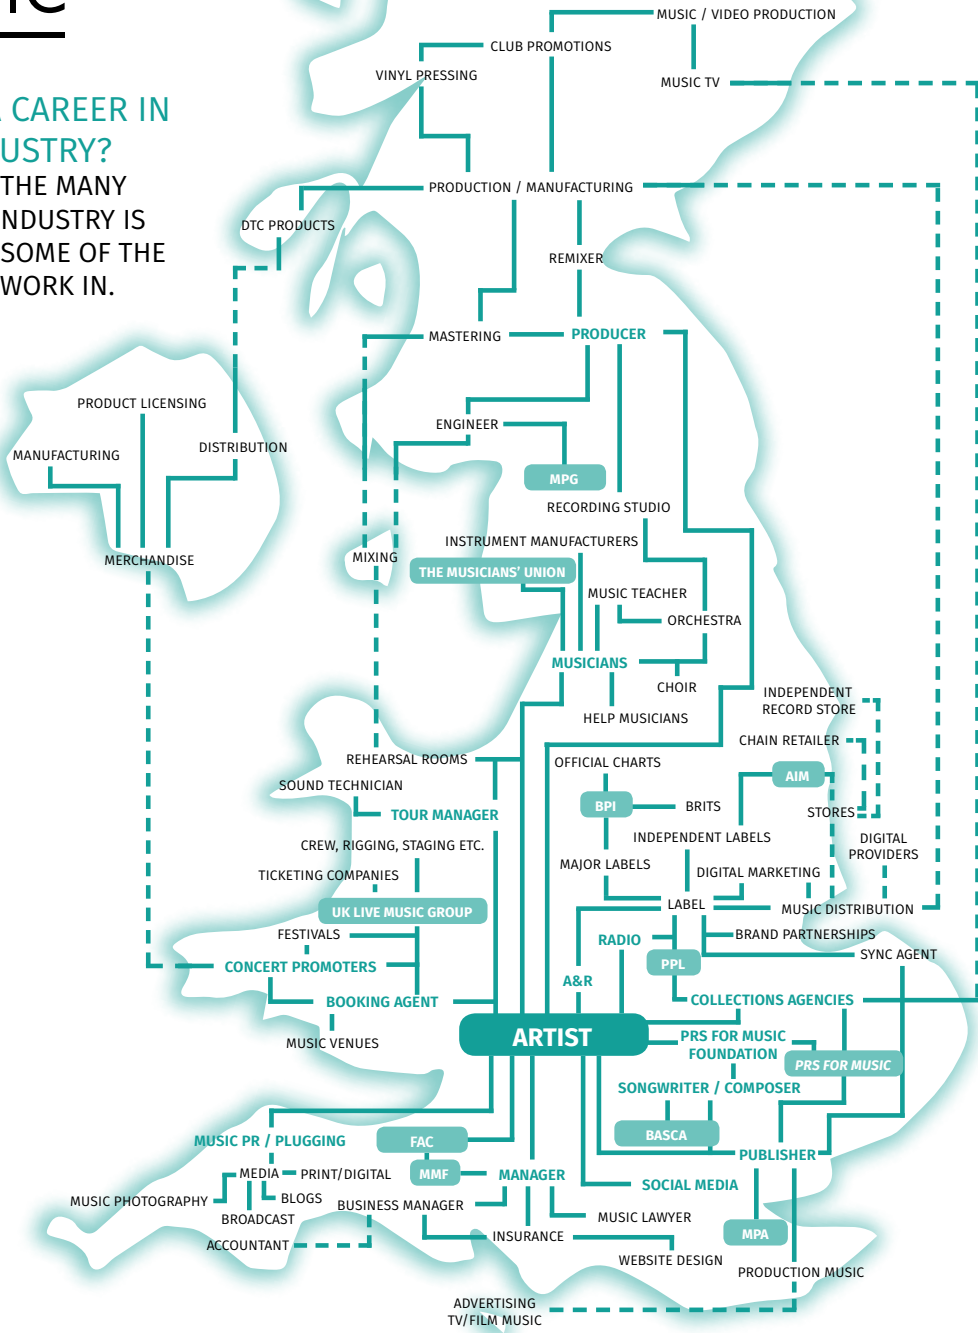 CAREER IN
USTRY?
THE MANY
NDUSTRY IS
SOME OF THE
WORK IN.
MUSIC / VIDEO PRODUCTION
CLUB PROMOTIONS
VINYL PRESSING
MUSIC TV
PRODUCTION / MANUFACTURING
DTC PRODUCTS
REMIXER
MASTERING
PRODUCER
PRODUCT LICENSING
ENGINEER
MANUFACTURING
DISTRIBUTION
MPG
RECORDING STUDIO
INSTRUMENT MANUFACTURERS
MERCHANDISE
MIXING
THE MUSICIANS' UNION
MUSIC TEACHER
ORCHESTRA
MUSICIANS
CHOIR
INDEPENDENT
RECORD STORE
HELP MUSICIANS
CHAIN RETAILER
REHEARSAL ROOMS
OFFICIAL CHARTS
AIM
SOUND TECHNICIAN
BPI
BRITS
STORES
TOUR MANAGER
INDEPENDENT LABELS
DIGITAL
PROVIDERS
CREW, RIGGING, STAGING ETC.
MAJOR LABELS
DIGITAL MARKETING
TICKETING COMPANIES
LABEL
MUSIC DISTRIBUTION
UK LIVE MUSIC GROUP
FESTIVALS
RADIO
BRAND PARTNERSHIPS
SYNC AGENT
CONCERT PROMOTERS
PPL
A&R
BOOKING AGENT
COLLECTIONS AGENCIES
MUSIC VENUES
ARTIST
PRS FOR MUSIC
FOUNDATION
PRS FOR MUSIC
SONGWRITER / COMPOSER
MUSIC PR / PLUGGING
FAC
BASCA
PUBLISHER
MEDIA
PRINT/DIGITAL
MMF
MANAGER
SOCIAL MEDIA
MUSIC PHOTOGRAPHY
BLOGS
BUSINESS MANAGER
BROADCAST
MUSIC LAWYER
ACCOUNTANT
INSURANCE
MPA
WEBSITE DESIGN
PRODUCTION MUSIC
ADVERTISING
TV/FILM MUSIC